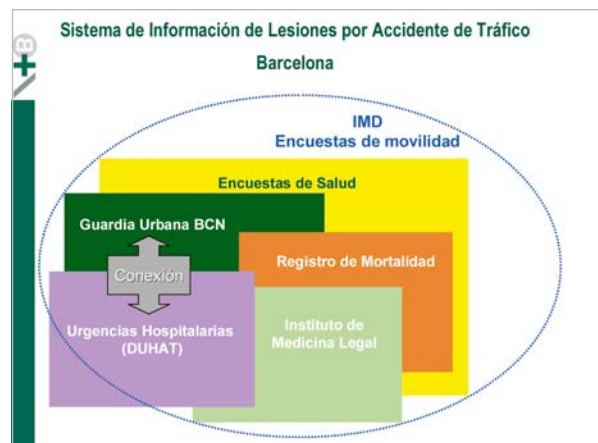 Sistema de Información de Lesiones por Accidente de Tráfico
Barcelona
IMD
Encuestas de movilidad
Encuestas de Salud
Guardia Urbana BCN
Conexión
Registro de Mortalidad
Urgencias Hospitalarias
(DUHAT)
Instituto de
Medicina Legal